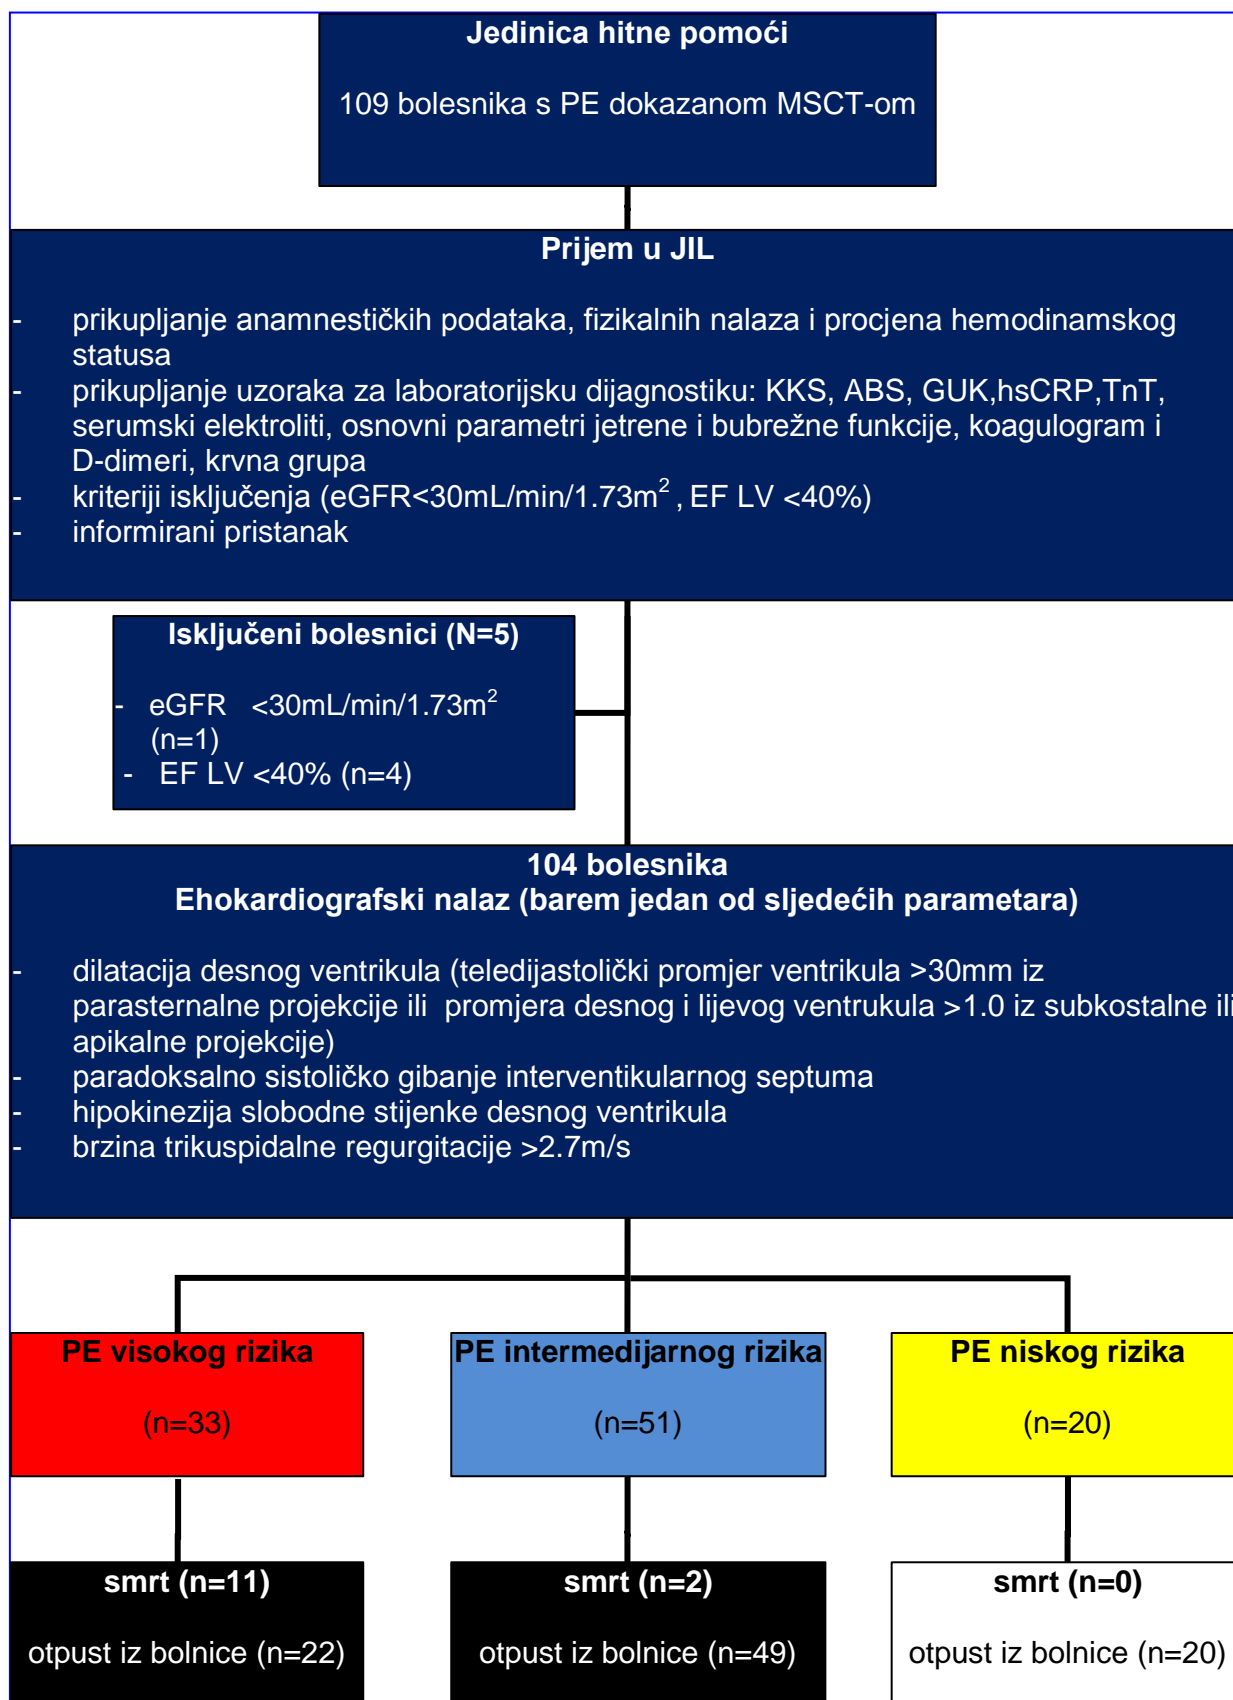 Jedinica hitne pomoći
109 bolesnika s PE dokazanom MSCT-om
Prijem u JIL
- prikupljanje anamnestičkih podataka, fizikalnih nalaza i procjena hemodinamskog
statusa
- prikupljanje uzoraka za laboratorijsku dijagnostiku: KKS, ABS, GUK,hsCRP,TnT,
serumski elektroliti, osnovni parametri jetrene i bubrežne funkcije, koagulogram i
D-dimeri, krvna grupa
- kriteriji isključenja (eGFR<30mL/min/1.73m² , EF LV <40%)
- informirani pristanak
Isključeni bolesnici (N=5)
- eGFR <30mL/min/1.73m²
(n=1)
- EF LV <40% (n=4)
104 bolesnika
Ehokardiografski nalaz (barem jedan od sljedećih parametara)
- dilatacija desnog ventrikula (teledijastolički promjer ventrikula >30mm iz
parasternalne projekcije ili promjera desnog i lijevog ventrukula >1.0 iz subkostalne ili
apikalne projekcije)
- paradoksalno sistoličko gibanje interventikularnog septuma
- hipokinezija slobodne stijenke desnog ventrikula
- brzina trikuspidalne regurgitacije >2.7m/s
PE visokog rizika
(n=33)
PE intermedijarnog rizika
(n=51)
PE niskog rizika
(n=20)
smrt (n=11)
otpust iz bolnice (n=22)
smrt (n=2)
otpust iz bolnice (n=49)
smrt (n=0)
otpust iz bolnice (n=20)